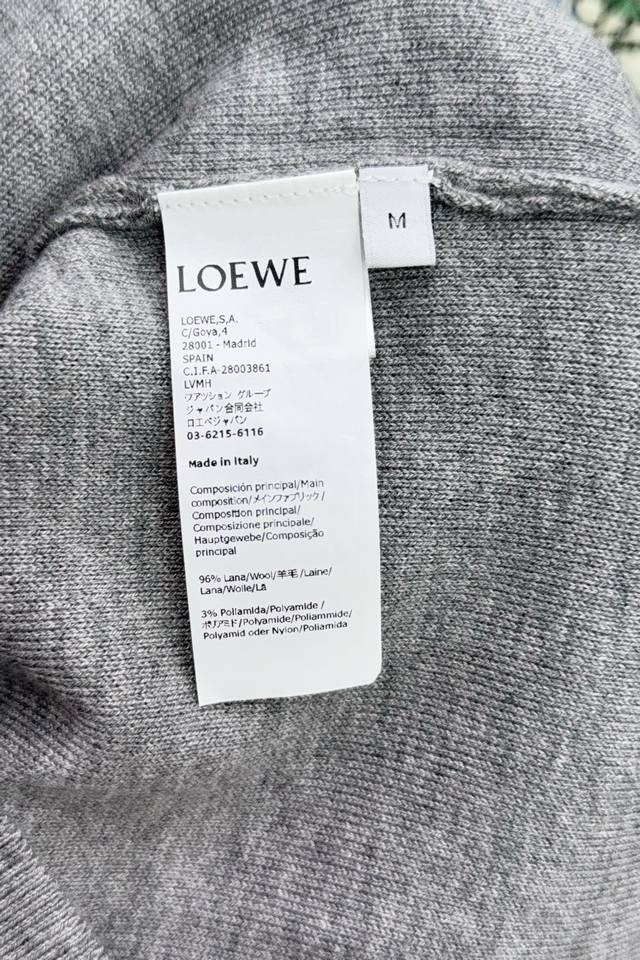 M
LOEWE
LOEWE,S,A.
C/Goya,4
28001 - Madrid
SPAIN
C.I.F.A-28003861
LVMH
ファッション グループ
ジャパン合同会社
ロエベジャパン
03-6215-6116
Made in Italy
Composición principal/Main
composition/メインファブリック/
Composition principal/
Composizione principale/
Hauptgewebe/Composição
principal
96% Lana/Wool/羊毛/Laine/
Lana/Wolle/Lã
3% Poliamida/Polyamide /
ポリアミド/Polyamide/Poliammide/
Polyamid oder Nylon/Poliamida